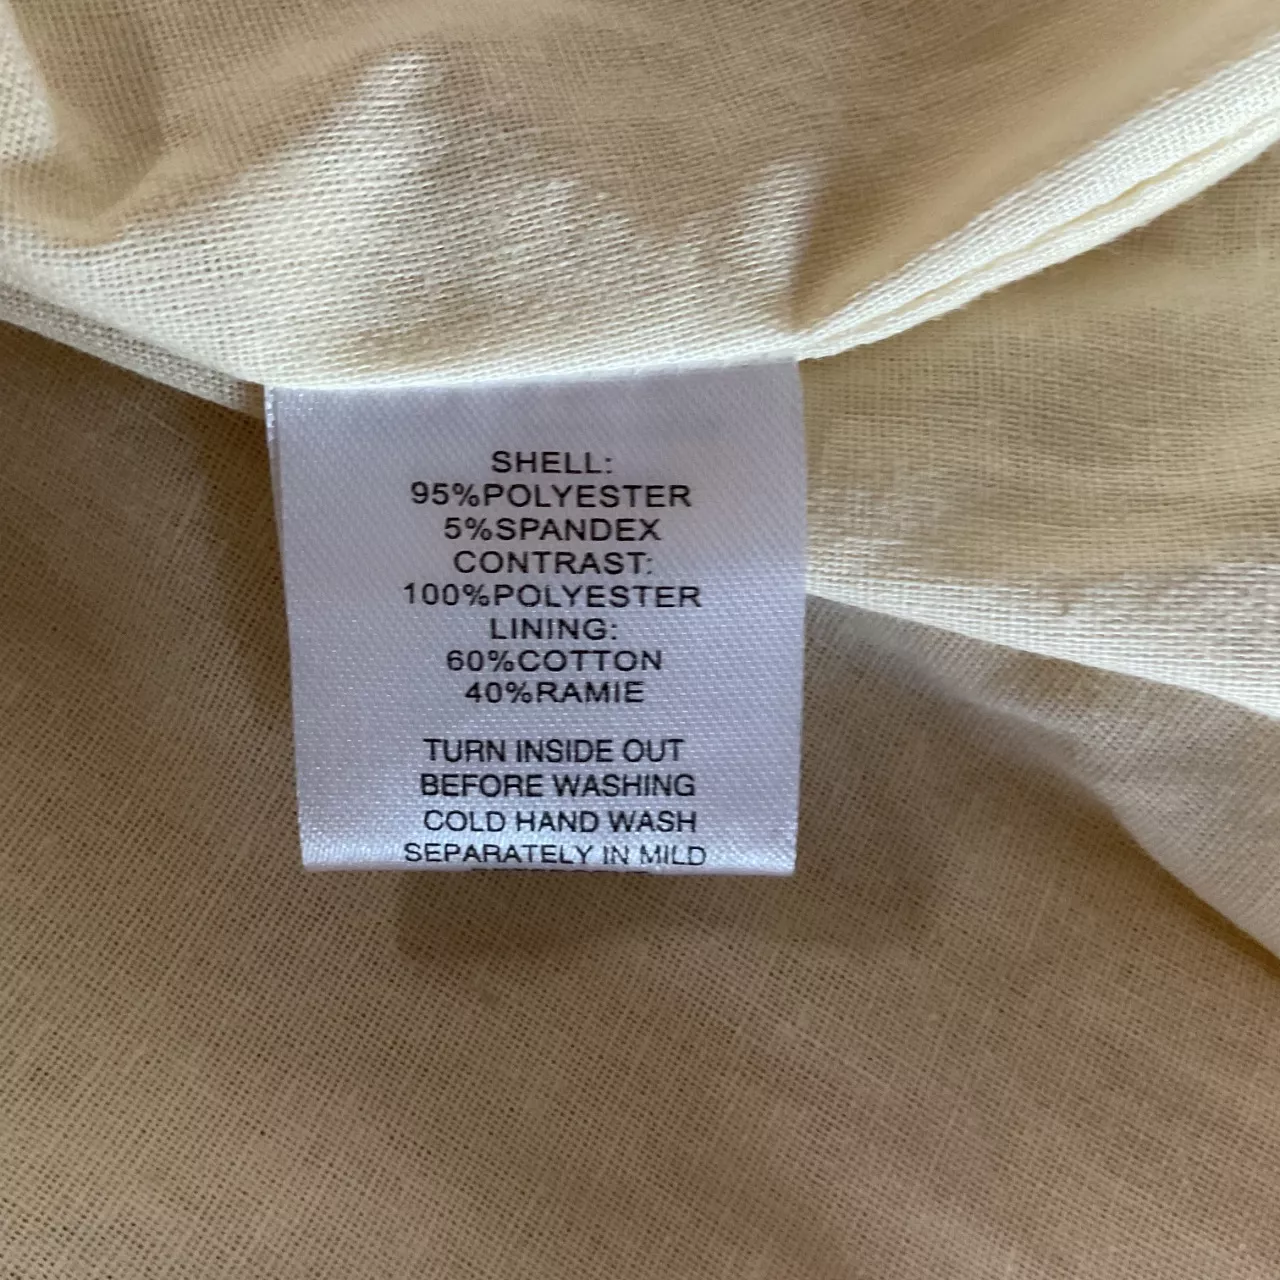 SHELL:
95%POLYESTER
5%SPANDEX
CONTRAST:
100%POLYESTER
LINING:
60%COTTON
40%RAMIE
TURN INSIDE OUT
BEFORE WASHING
COLD HAND WASH
SEPARATELY IN MILD